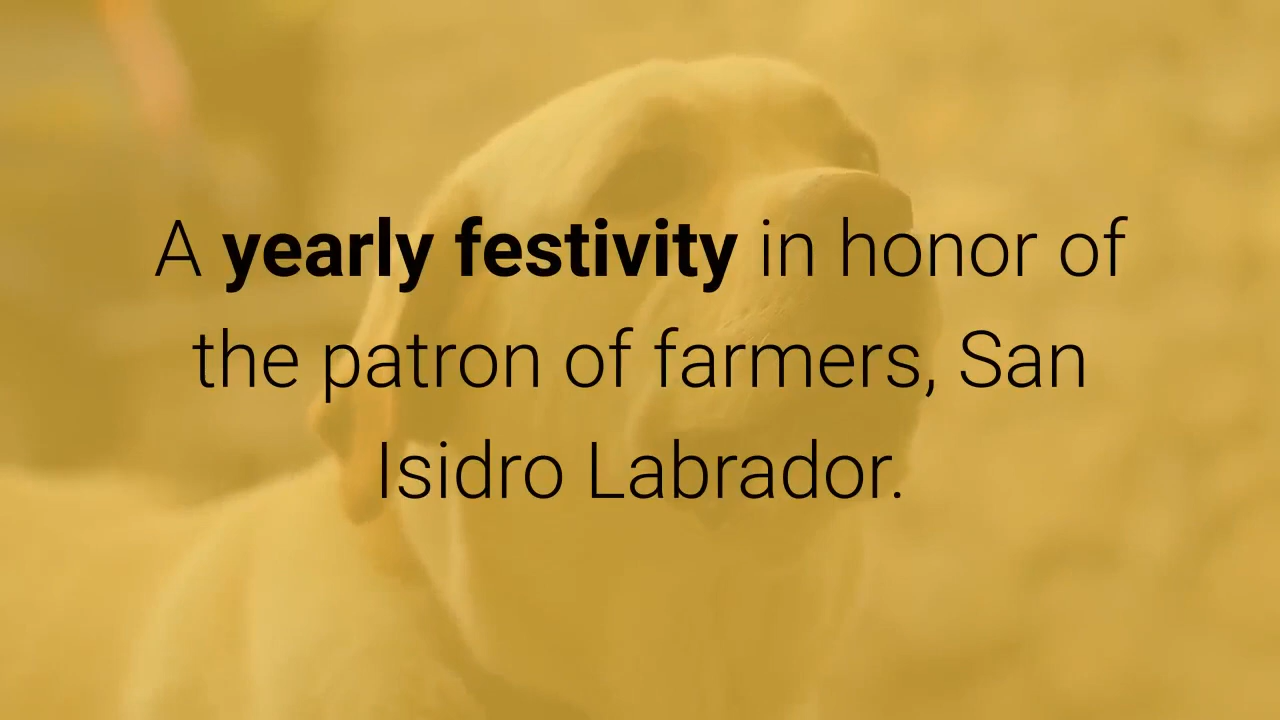 A yearly festivity in honor of
the patron of farmers, San
Isidro Labrador.